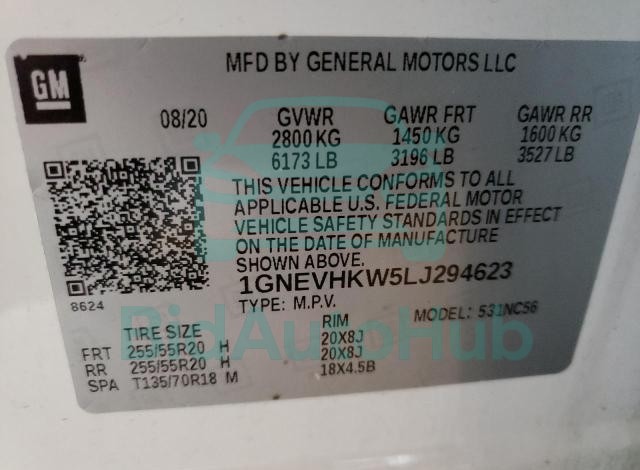 GM
MFD BY GENERAL MOTORS LLC
08/20 GVWR GAWR FRT GAWR RR
2800 KG 1450 KG 1600 KG
6173 LB 3196 LB 3527 LB
THIS VEHICLE CONFORMS TO ALL
APPLICABLE U.S. FEDERAL MOTOR
VEHICLE SAFETY STANDARDS IN EFFECT
ON THE DATE OF MANUFACTURE
SHOWN ABOVE.
1GNEVHKW5LJ294623
8624
TYPE: M.P.V. MODEL: 531NC56
TIRE SIZE RIM
FRT 255/55R20 H 20X8J
RR 255/55R20 H 20X8J
SPA T135/70R18 M 18X4.5B
BidAutoHub